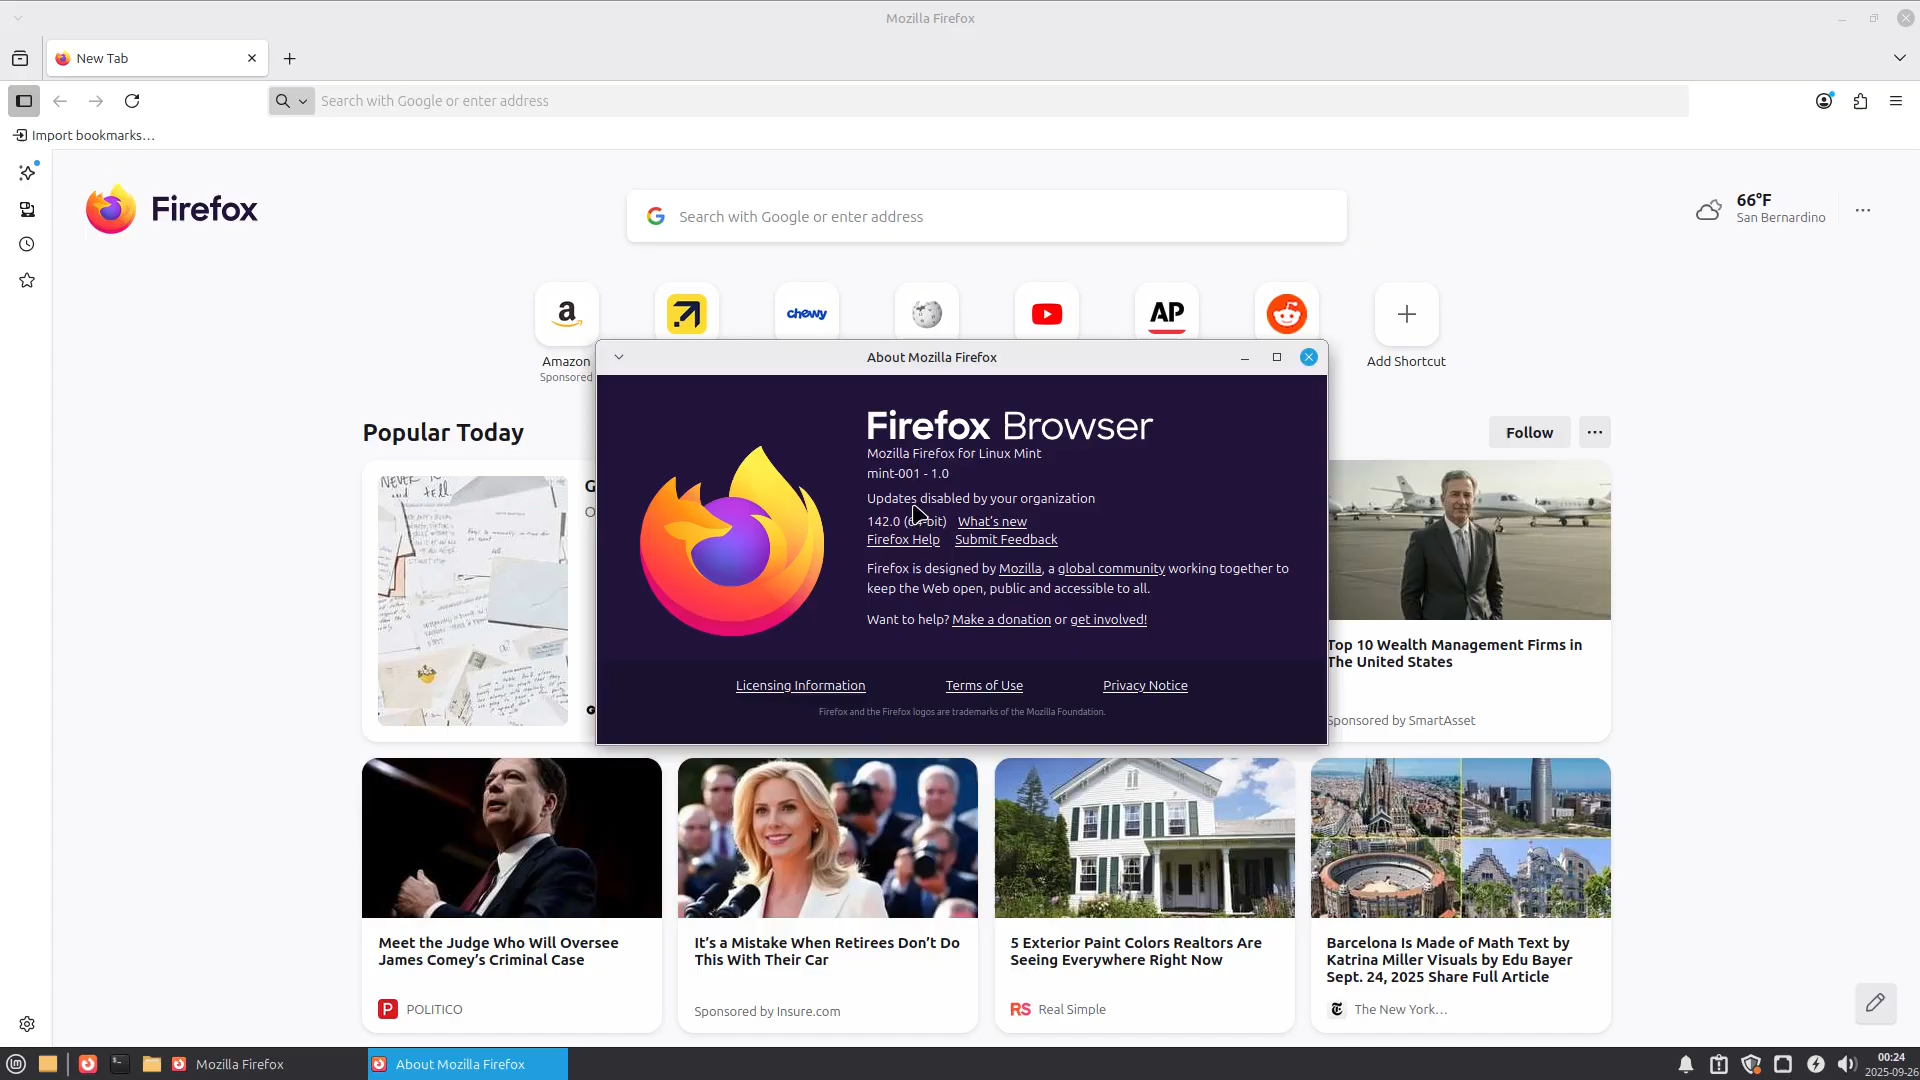 Mozilla Firefox
New Tab
Search with Google or enter address
Import bookmarks…
Firefox
Search with Google or enter address
66°F
San Bernardino
a
chewy
AP
Amazon
Sponsored
Add Shortcut
About Mozilla Firefox
Popular Today
Follow
Firefox Browser
Mozilla Firefox for Linux Mint
mint-001 - 1.0
Updates disabled by your organization
142.0 What's new
Firefox Help Submit Feedback
Firefox is designed by Mozilla, a global community working together to
keep the Web open, public and accessible to all.
Want to help? Make a donation or get involved!
Licensing Information Terms of Use Privacy Notice
Firefox and the Firefox logos are trademarks of the Mozilla Foundation.
Top 10 Wealth Management Firms in
The United States
Sponsored by SmartAsset
Meet the Judge Who Will Oversee
James Comey's Criminal Case
P POLITICO
It's a Mistake When Retirees Don't Do
This With Their Car
Sponsored by Insure.com
5 Exterior Paint Colors Realtors Are
Seeing Everywhere Right Now
RS Real Simple
Barcelona Is Made of Math Text by
Katrina Miller Visuals by Edu Bayer
Sept. 24, 2025 Share Full Article
The New York…
Mozilla Firefox
About Mozilla Firefox
00:24
2025-09-26